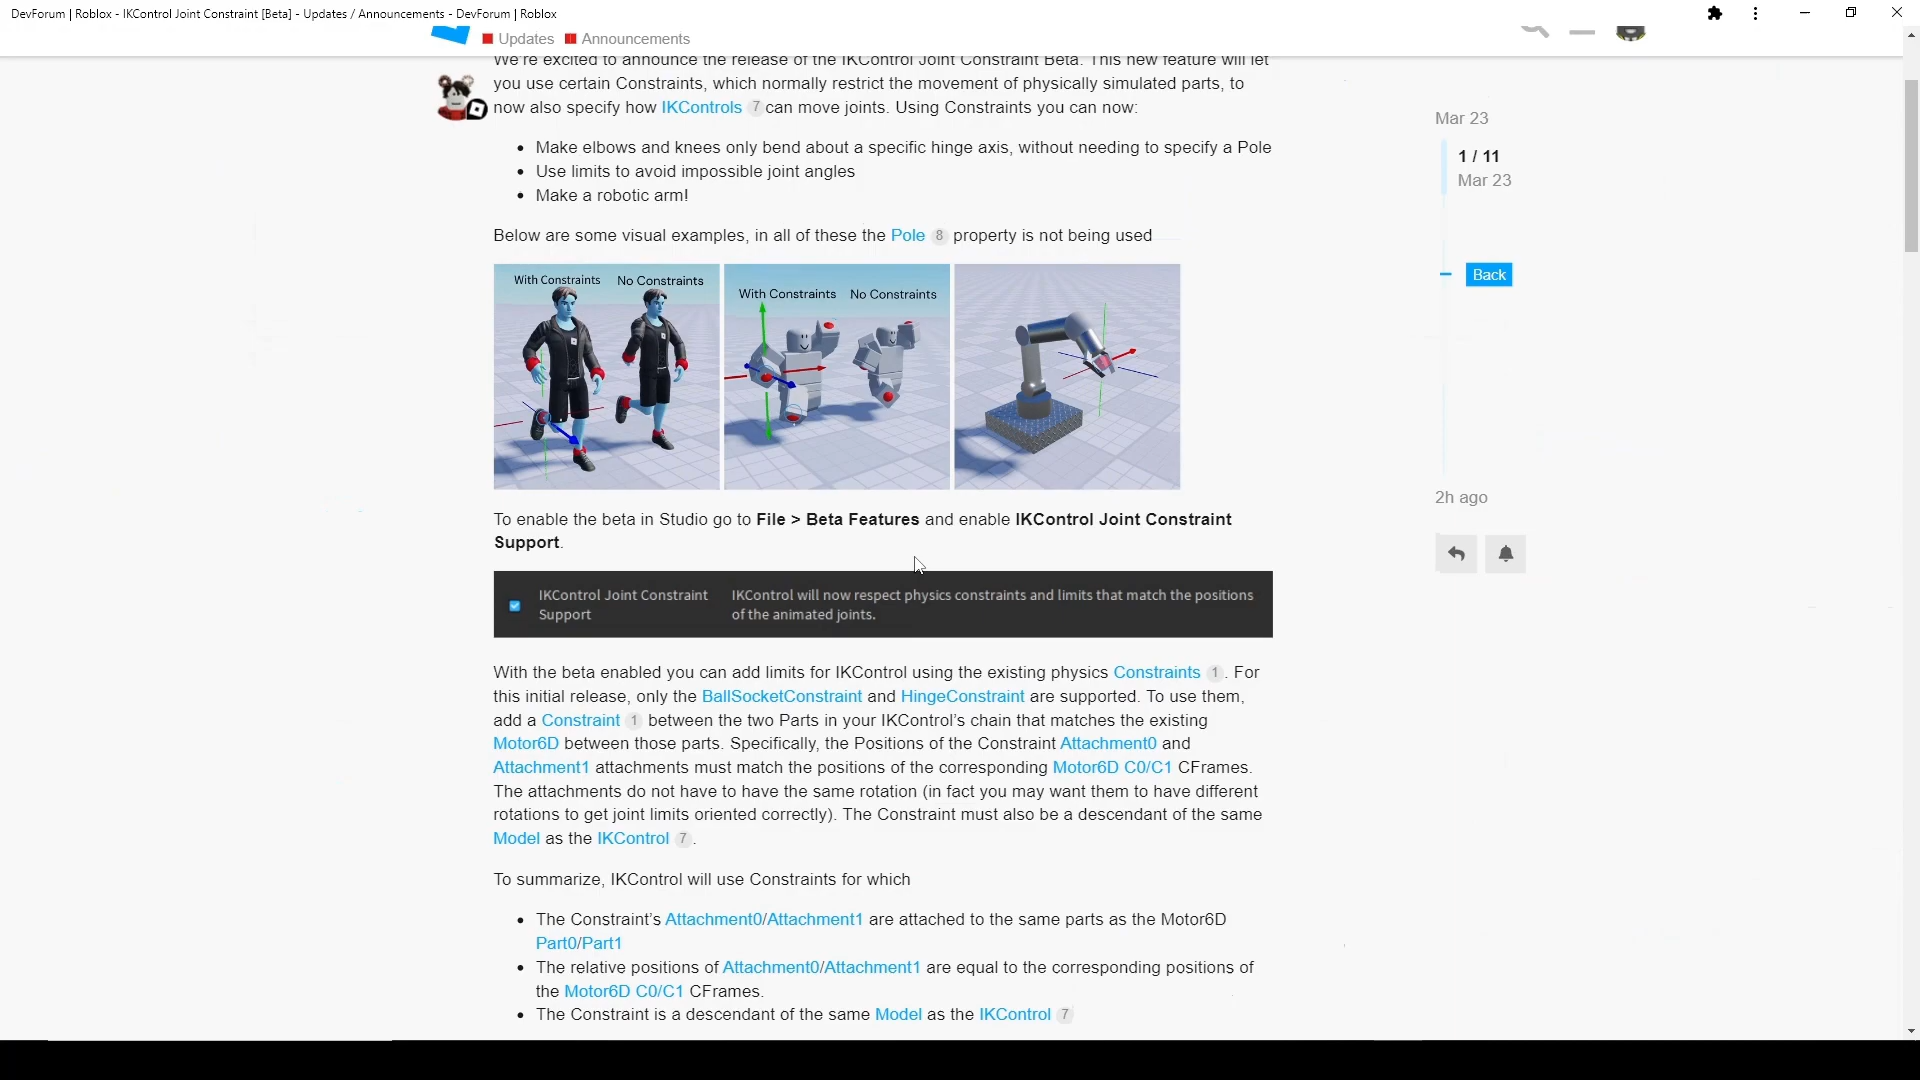 DevForum | Roblox - IKControl Joint Constraint [Beta] - Updates / Announcements - DevForum | Roblox
Updates Announcements
We're excited to announce the release of the IKControl Joint Constraint Beta. This new feature will let
you use certain Constraints, which normally restrict the movement of physically simulated parts, to
now also specify how IKControls 7 can move joints. Using Constraints you can now:
• Make elbows and knees only bend about a specific hinge axis, without needing to specify a Pole
• Use limits to avoid impossible joint angles
• Make a robotic arm!
Below are some visual examples, in all of these the Pole 8 property is not being used
With Constraints No Constraints
With Constraints No Constraints
To enable the beta in Studio go to File > Beta Features and enable IKControl Joint Constraint
Support.
IKControl Joint Constraint
Support
IKControl will now respect physics constraints and limits that match the positions
of the animated joints.
With the beta enabled you can add limits for IKControl using the existing physics Constraints 1 . For
this initial release, only the BallSocketConstraint and HingeConstraint are supported. To use them,
add a Constraint 1 between the two Parts in your IKControl's chain that matches the existing
Motor6D between those parts. Specifically, the Positions of the Constraint Attachment0 and
Attachment1 attachments must match the positions of the corresponding Motor6D C0/C1 CFrames.
The attachments do not have to have the same rotation (in fact you may want them to have different
rotations to get joint limits oriented correctly). The Constraint must also be a descendant of the same
Model as the IKControl 7 .
To summarize, IKControl will use Constraints for which
• The Constraint's Attachment0/Attachment1 are attached to the same parts as the Motor6D
Part0/Part1
• The relative positions of Attachment0/Attachment1 are equal to the corresponding positions of
the Motor6D C0/C1 CFrames.
• The Constraint is a descendant of the same Model as the IKControl 7
Mar 23
1 / 11
Mar 23
Back
2h ago